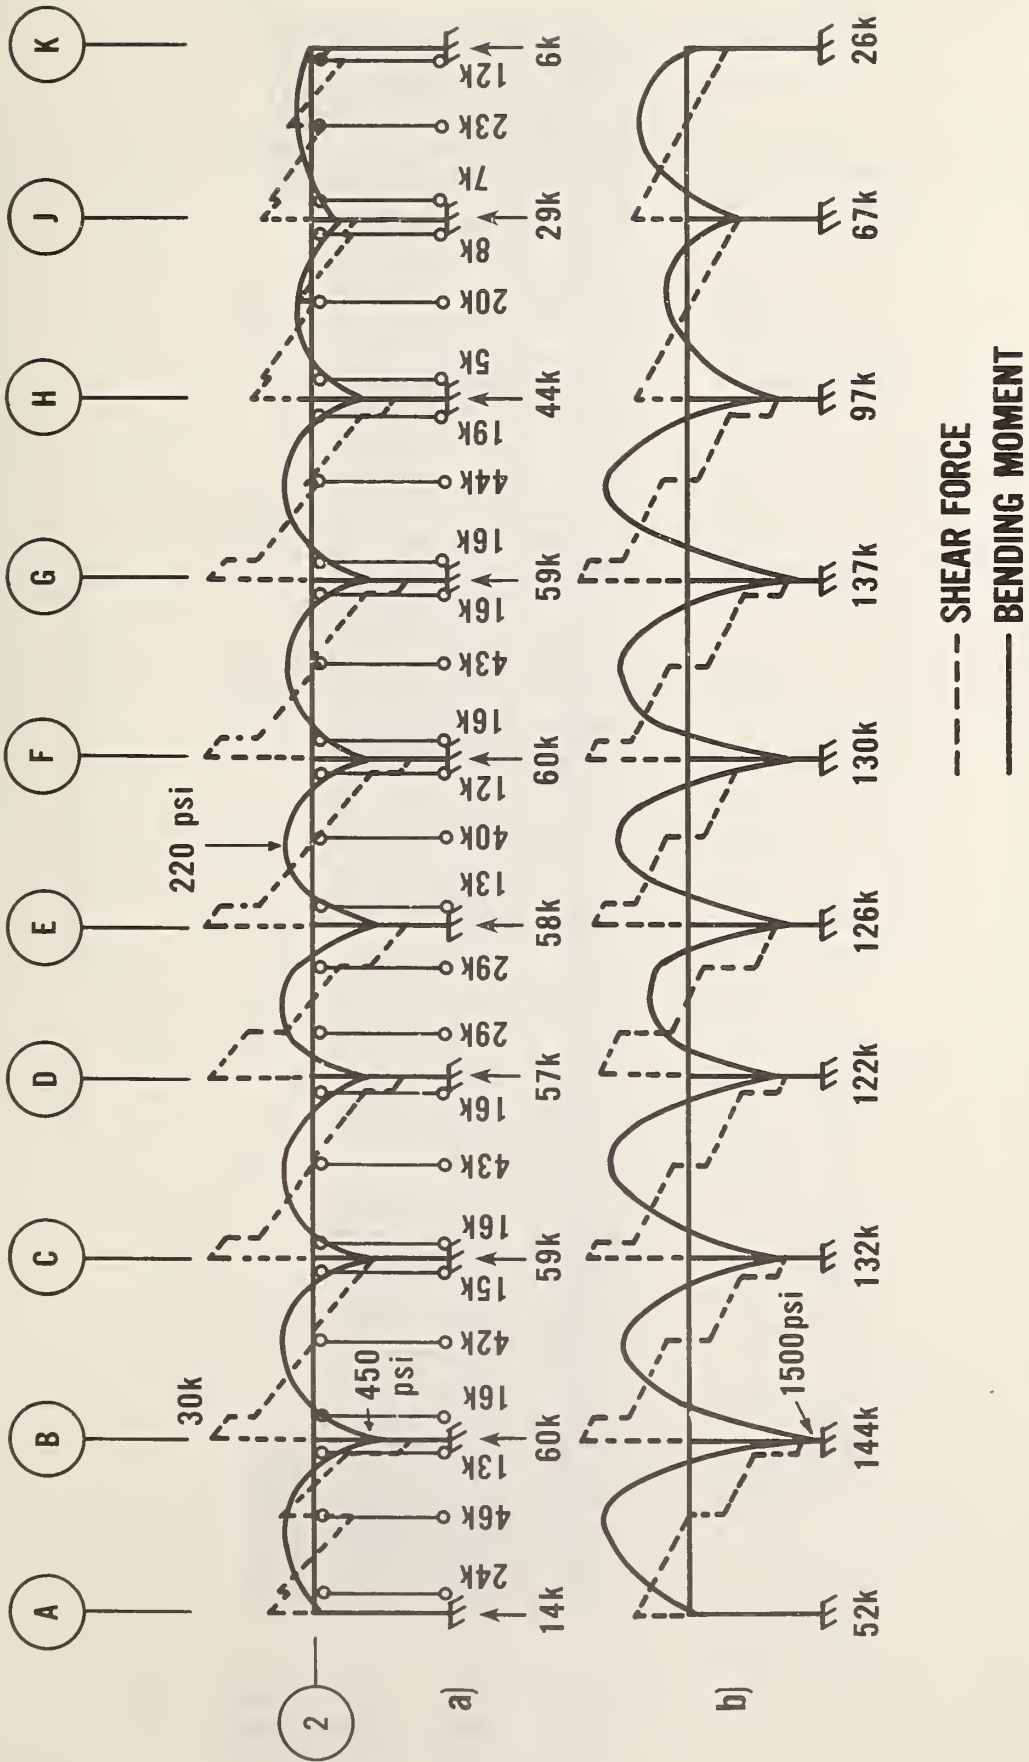 A B C D E F G H J K
220 psi
30k
2
450
psi
a)
24k 46k 13k 16k 42k 15k 16k 43k 16k 29k 29k 13k 40k 12k 16k 43k 16k 16k 44k 19k 5k 20k 8k 7k 23k 12k
14k 60k 59k 57k 58k 60k 59k 44k 29k 6k
b)
1500psi
52k 144k 132k 122k 126k 130k 137k 97k 67k 26k
SHEAR FORCE
BENDING MOMENT